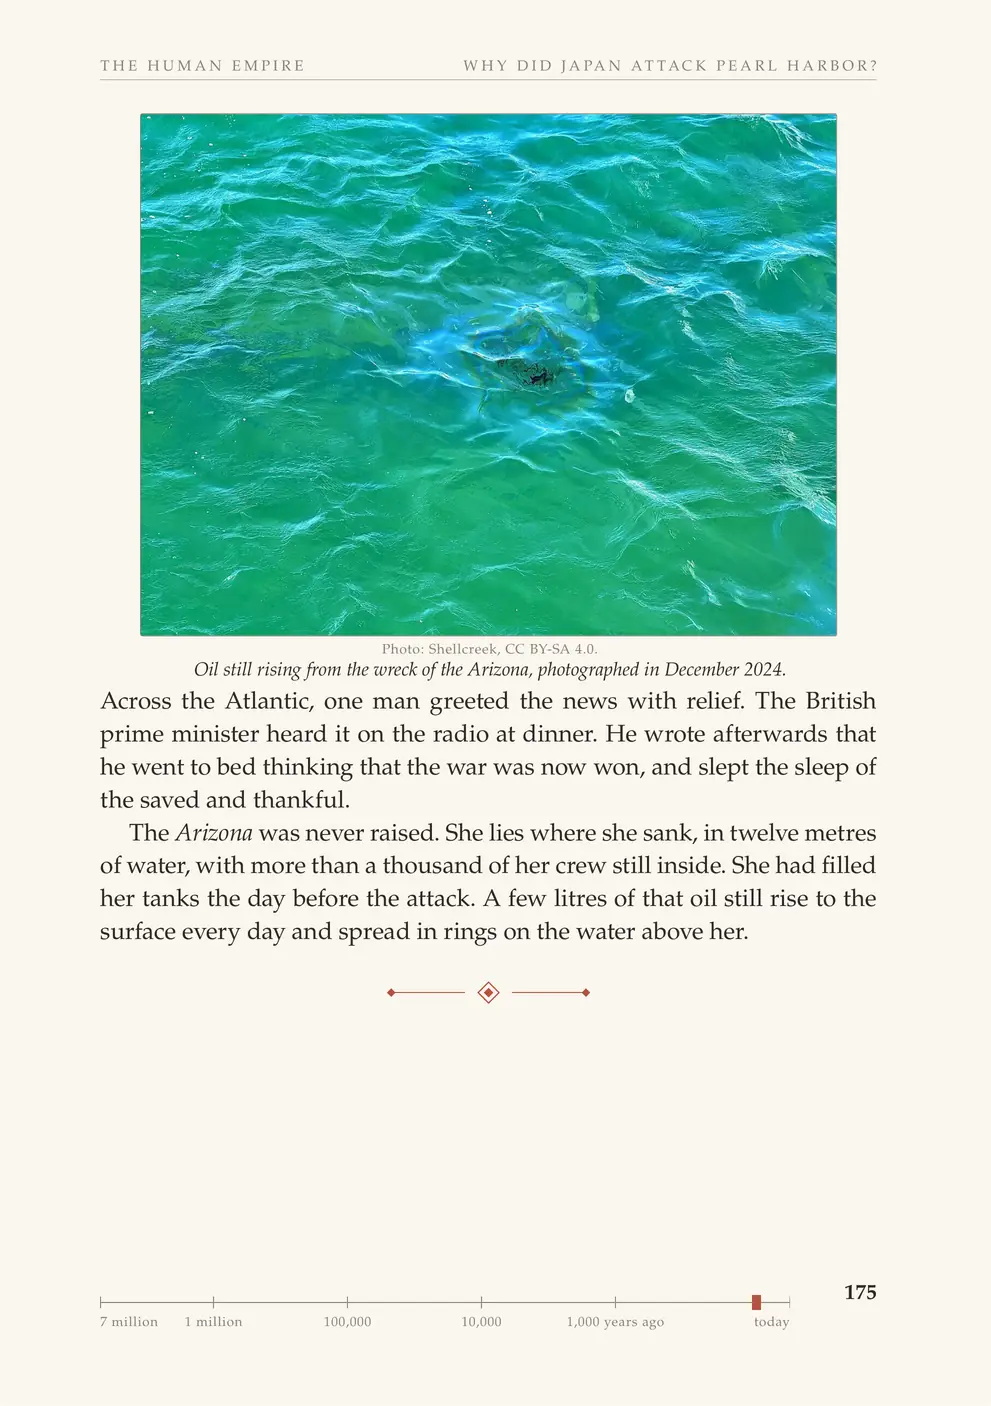 THE HUMAN EMPIRE
WHY DID JAPAN ATTACK PEARL HARBOR?
Photo: Shellcreek, CC BY-SA 4.0.
Oil still rising from the wreck of the Arizona, photographed in December 2024.
Across the Atlantic, one man greeted the news with relief. The British
prime minister heard it on the radio at dinner. He wrote afterwards that
he went to bed thinking that the war was now won, and slept the sleep of
the saved and thankful.
The Arizona was never raised. She lies where she sank, in twelve metres
of water, with more than a thousand of her crew still inside. She had filled
her tanks the day before the attack. A few litres of that oil still rise to the
surface every day and spread in rings on the water above her.
175
7 million 1 million 100,000 10,000 1,000 years ago today